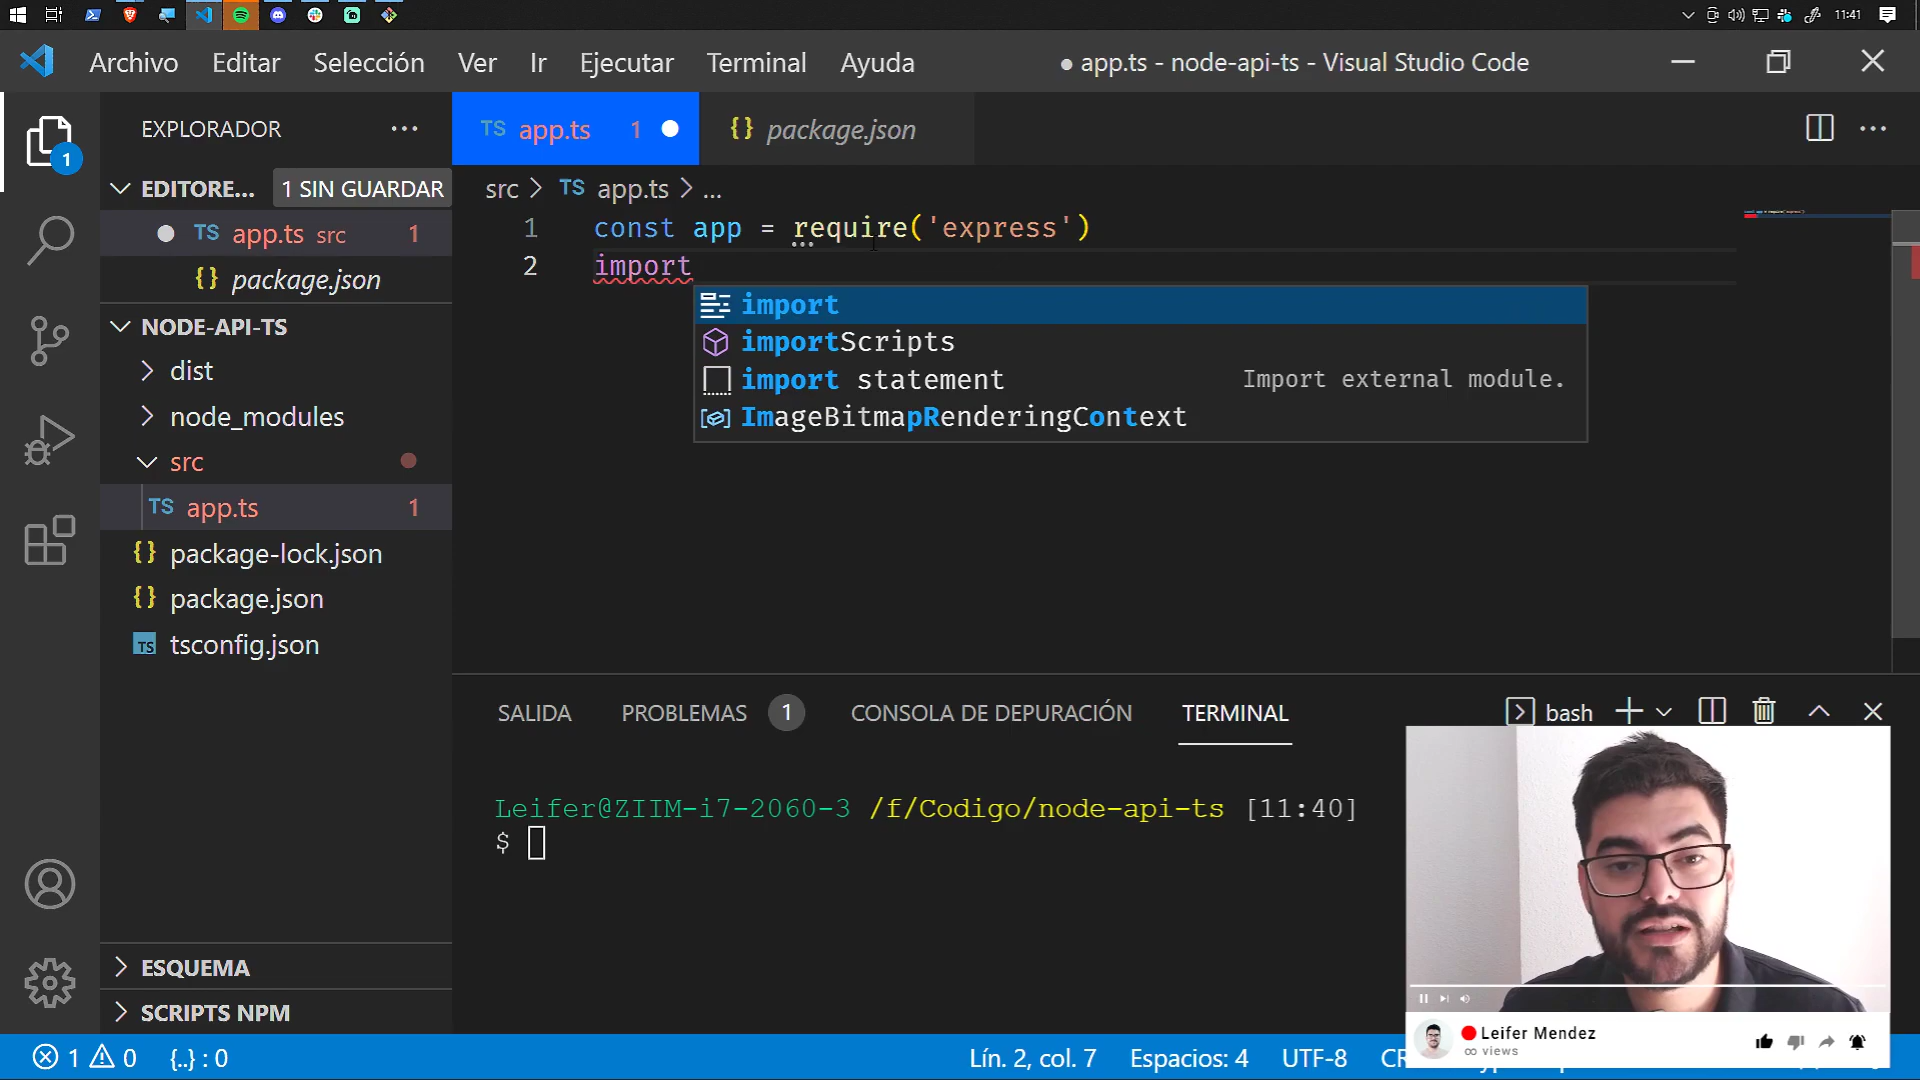 11:41
Archivo Editar Selección Ver Ir Ejecutar Terminal Ayuda
● app.ts - node-api-ts - Visual Studio Code
EXPLORADOR ...
1
EDITORE... 1 SIN GUARDAR
TS app.ts src 1
{} package.json
NODE-API-TS
dist
node_modules
src
TS app.ts 1
{} package-lock.json
{} package.json
TS tsconfig.json
ESQUEMA
SCRIPTS NPM
TS app.ts 1
{} package.json
src > TS app.ts > ...
1 const app = require('express')
2 import
import
importScripts
import statement Import external module.
ImageBitmapRenderingContext
SALIDA PROBLEMAS 1 CONSOLA DE DEPURACIÓN TERMINAL
bash
Leifer@ZIIM-i7-2060-3 /f/Codigo/node-api-ts [11:40]
$
Leifer Mendez
∞ views
1 0 {..} : 0
Lín. 2, col. 7 Espacios: 4 UTF-8